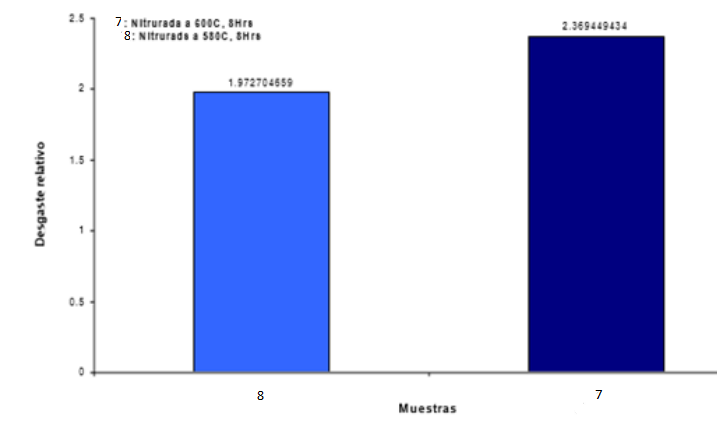 7: Nitrurada a 600C, 8Hrs
8: Nitrurada a 580C, 8Hrs
2.5
2
1.5
1
0.5
0
Desgaste relativo
1.972704659
2.369449434
8
7
Muestras